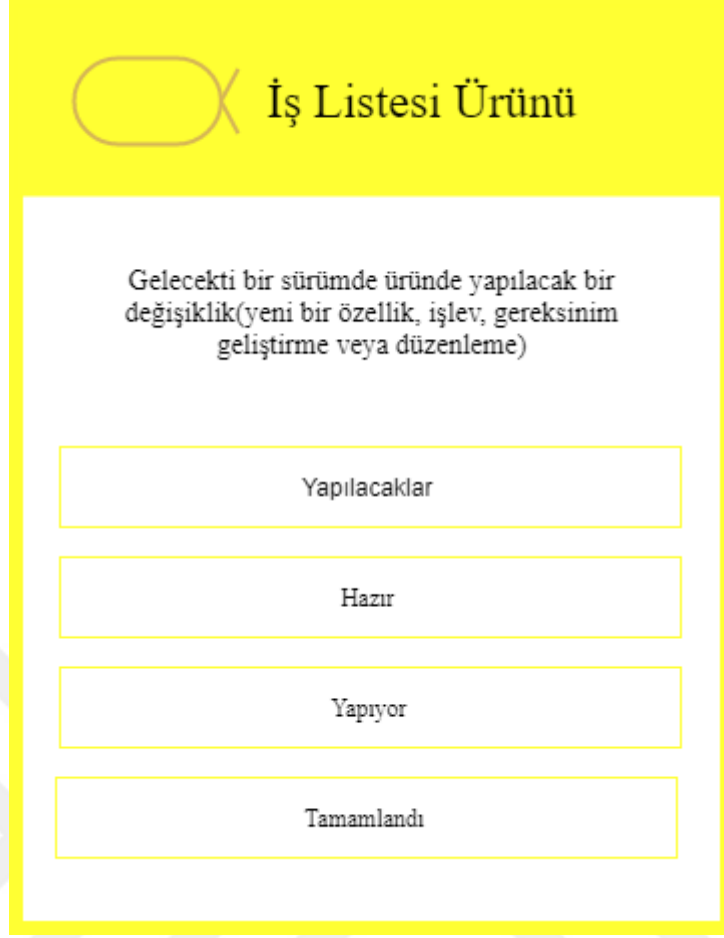 İş Listesi Ürünü
Gelecekti bir sürümde üründe yapılacak bir
değişiklik(yeni bir özellik, işlev, gereksinim
geliştirme veya düzenleme)
Yapılacaklar
Hazır
Yapıyor
Tamamlandı